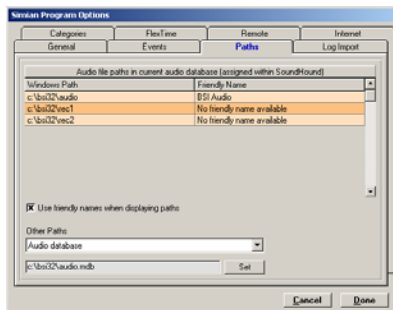 Simian Program Options
Categories FlexTime Remote Internet
General Events Paths Log Import
Audio file paths in current audio database (assigned within SoundHound)
Windows Path Friendly Name
c:\bsi32\audio BSI Audio
c:\bsi32\vec1 No friendly name available
c:\bsi32\vec2 No friendly name available
Use friendly names when displaying paths
Other Paths
Audio database
c:\bsi32\audio.mdb Set
Cancel Done